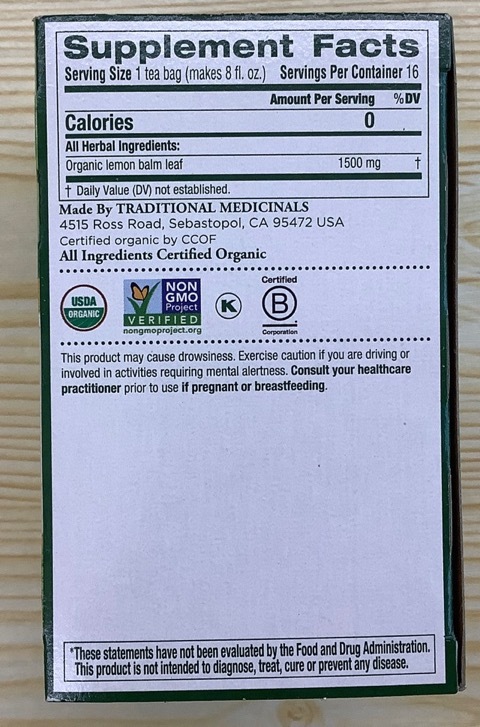 Supplement Facts
Serving Size 1 tea bag (makes 8 fl. oz.) Servings Per Container 16
Amount Per Serving %DV
Calories 0
All Herbal Ingredients:
Organic lemon balm leaf 1500 mg †
† Daily Value (DV) not established.
Made By TRADITIONAL MEDICINALS
4515 Ross Road, Sebastopol, CA 95472 USA
Certified organic by CCOF
All Ingredients Certified Organic
USDA
ORGANIC
NON
GMO
Project
VERIFIED
nongmoproject.org
K
Certified
B
Corporation
This product may cause drowsiness. Exercise caution if you are driving or
involved in activities requiring mental alertness. Consult your healthcare
practitioner prior to use if pregnant or breastfeeding.
*These statements have not been evaluated by the Food and Drug Administration.
This product is not intended to diagnose, treat, cure or prevent any disease.